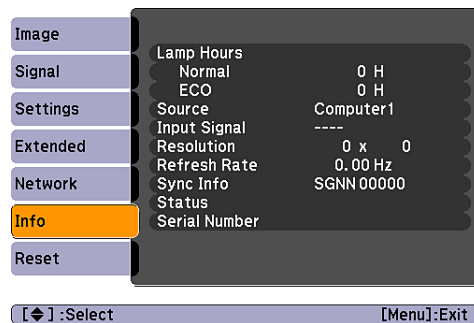 Image
Signal
Settings
Extended
Network
Info
Reset
Lamp Hours
Normal 0 H
ECO 0 H
Source Computer1
Input Signal ----
Resolution 0 x 0
Refresh Rate 0.00 Hz
Sync Info SGNN 00000
Status
Serial Number
[◆] :Select [Menu]:Exit